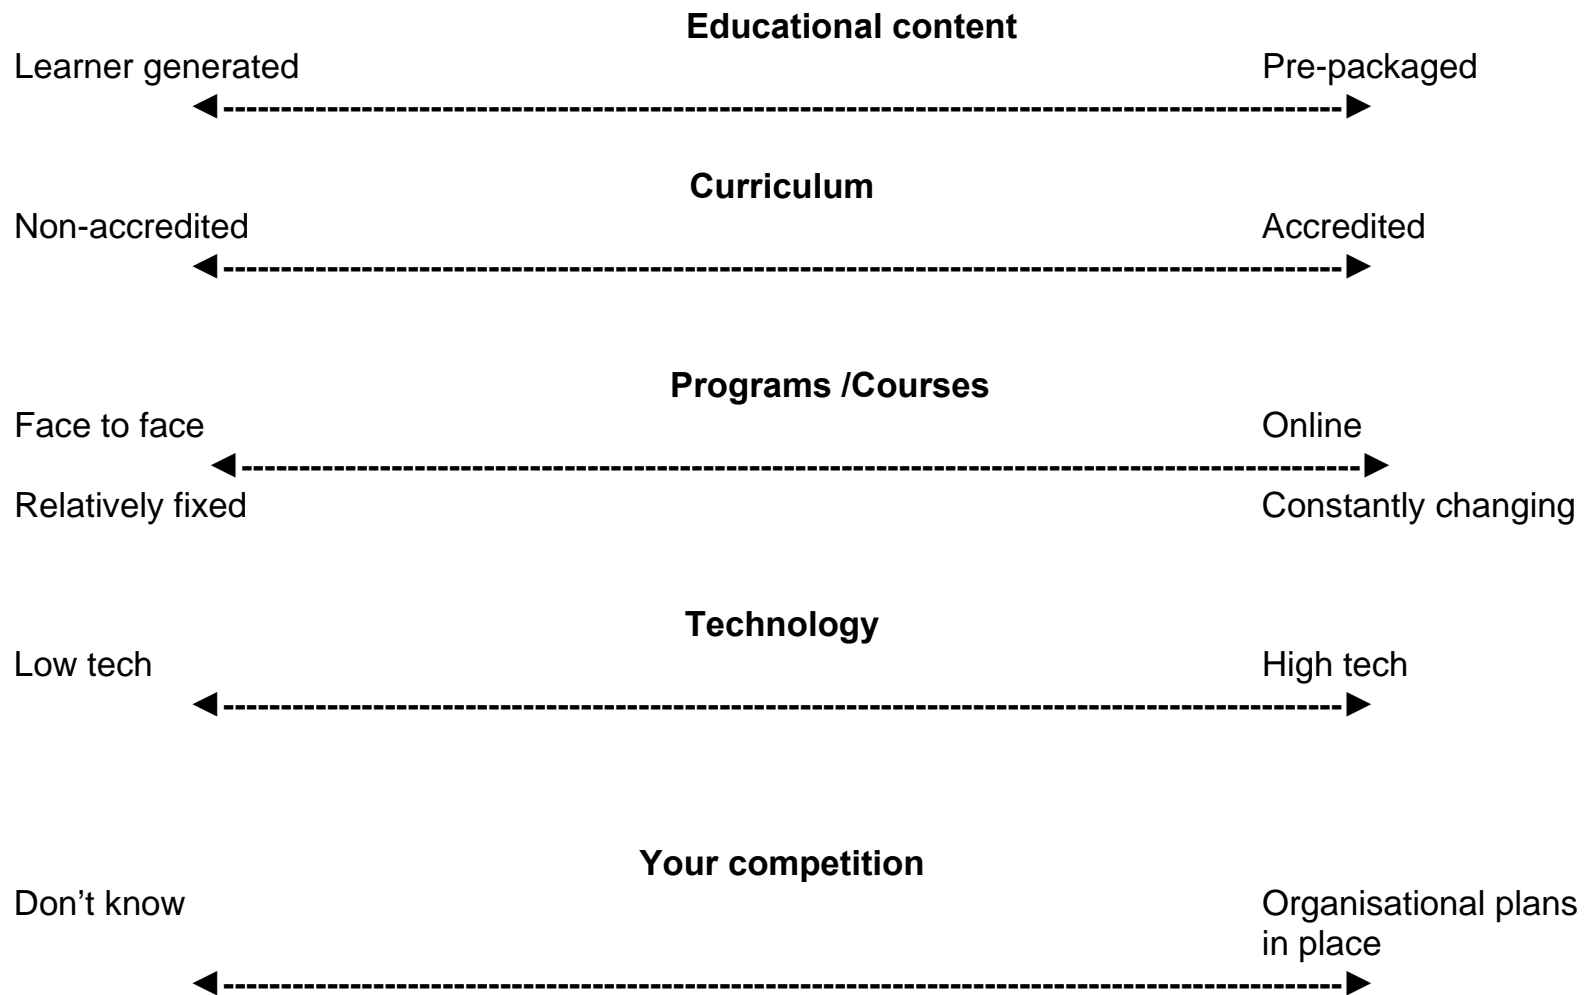 Educational content
Learner generated Pre-packaged
Curriculum
Non-accredited Accredited
Programs /Courses
Face to face Online
Relatively fixed Constantly changing
Technology
Low tech High tech
Your competition
Don’t know Organisational plans
in place